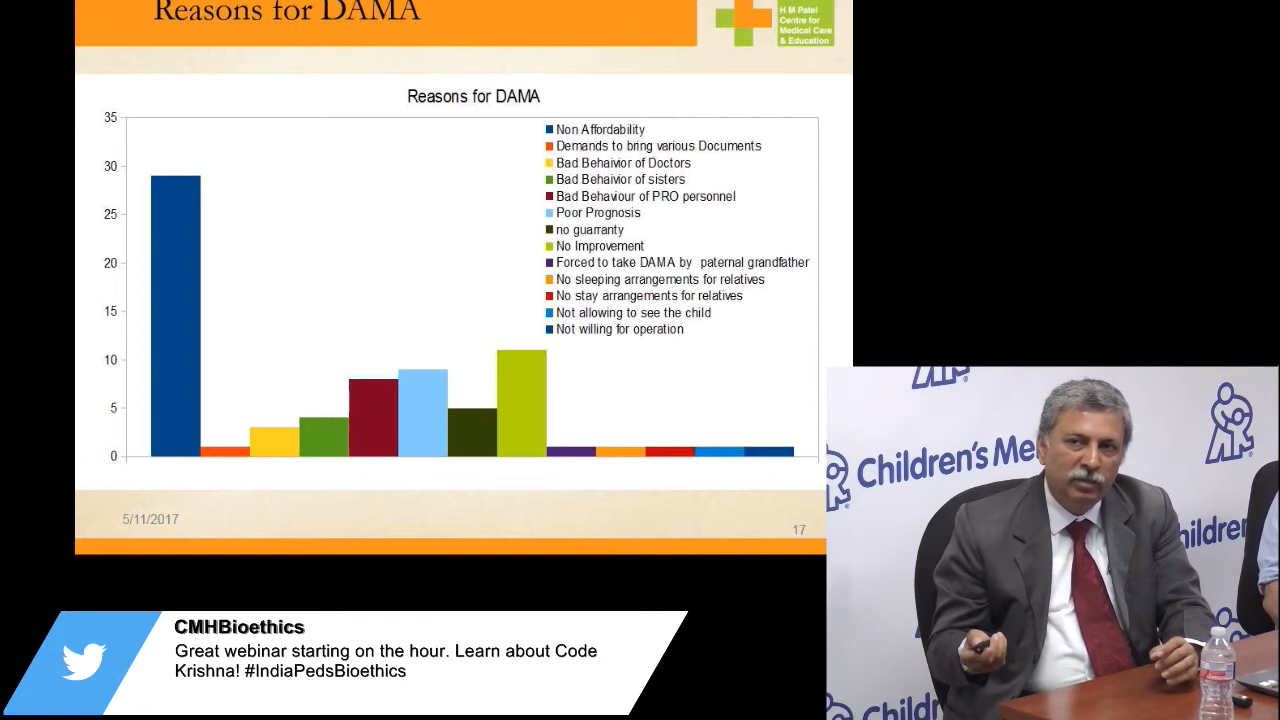 Reasons for DAMA
H M Patel
Centre for
Medical Care
& Education
Reasons for DAMA
35
30
25
20
15
10
5
0
Non Affordability
Demands to bring various Documents
Bad Behaivior of Doctors
Bad Behaivior of sisters
Bad Behaviour of PRO personnel
Poor Prognosis
no guarranty
No Improvement
Forced to take DAMA by paternal grandfather
No sleeping arrangements for relatives
No stay arrangements for relatives
Not allowing to see the child
Not willing for operation
5/11/2017
17
Children's Me
hildren
Children's
CMHBioethics
Great webinar starting on the hour. Learn about Code
Krishna! #IndiaPedsBioethics